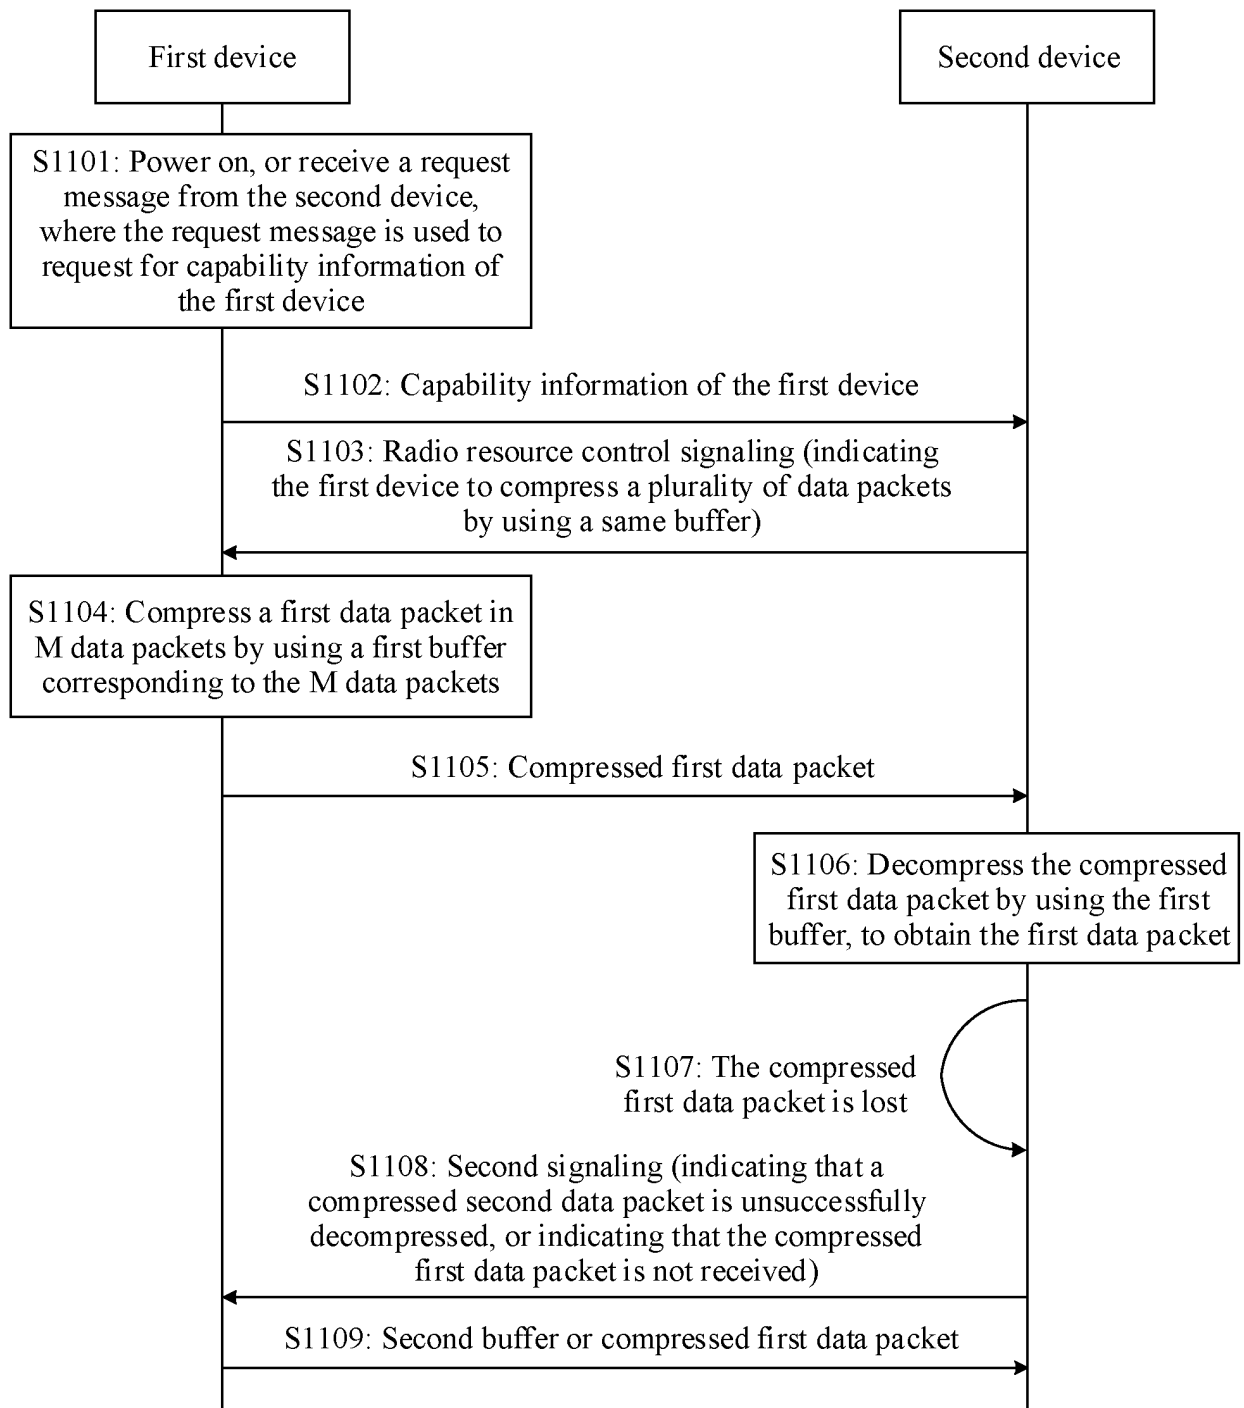 First device
Second device
S1101: Power on, or receive a request
message from the second device,
where the request message is used to
request for capability information of
the first device
S1102: Capability information of the first device
S1103: Radio resource control signaling (indicating
the first device to compress a plurality of data packets
by using a same buffer)
S1104: Compress a first data packet in
M data packets by using a first buffer
corresponding to the M data packets
S1105: Compressed first data packet
S1106: Decompress the compressed
first data packet by using the first
buffer, to obtain the first data packet
S1107: The compressed
first data packet is lost
S1108: Second signaling (indicating that a
compressed second data packet is unsuccessfully
decompressed, or indicating that the compressed
first data packet is not received)
S1109: Second buffer or compressed first data packet